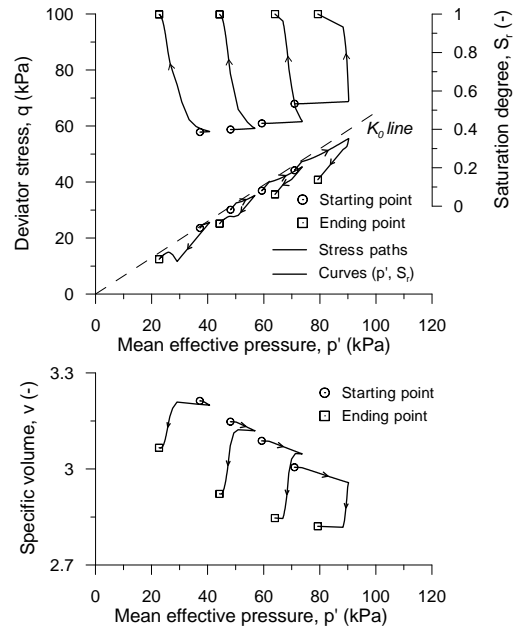 100
80
60
40
20
0
Deviator stress, q (kPa)
1
0.8
0.6
0.4
0.2
0
Saturation degree, Sr (-)
K0 line
Starting point
Ending point
Stress paths
Curves (p', Sr)
0 20 40 60 80 100 120
Mean effective pressure, p' (kPa)
3.3
3
2.7
Specific volume, v (-)
Starting point
Ending point
0 20 40 60 80 100 120
Mean effective pressure, p' (kPa)